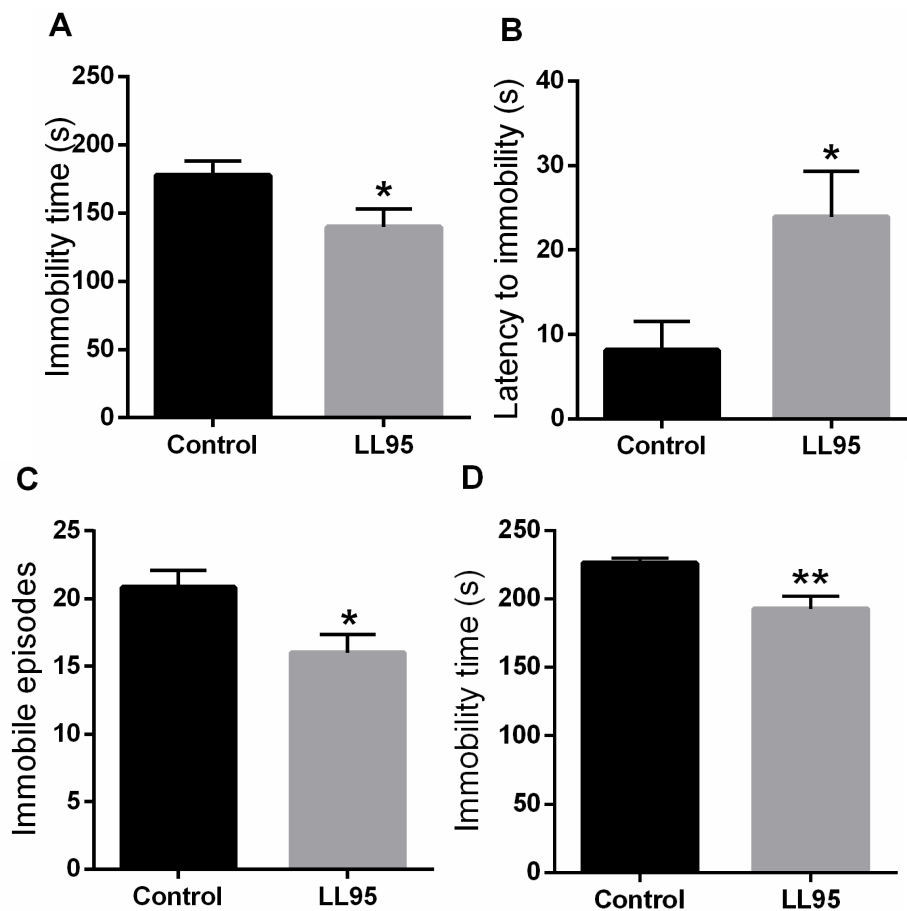 A
Immobility time (s)
250
200
150
100
50
0
*
Control LL95
B
Latency to immobility (s)
40
30
20
10
0
*
Control LL95
C
Immobile episodes
25
20
15
10
5
0
*
Control LL95
D
Immobility time (s)
250
200
150
100
50
0
**
Control LL95